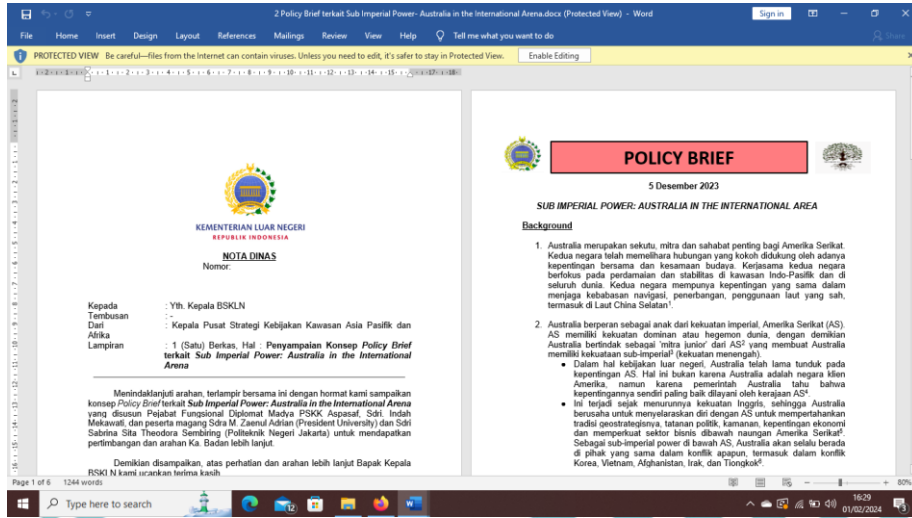 2 Policy Brief terkait Sub Imperial Power- Australia in the International Arena.docx (Protected View) - Word
Sign in
File Home Insert Design Layout References Mailings Review View Help Tell me what you want to do Share
PROTECTED VIEW Be careful—files from the Internet can contain viruses. Unless you need to edit, it's safer to stay in Protected View. Enable Editing
KEMENTERIAN LUAR NEGERI
REPUBLIK INDONESIA
NOTA DINAS
Nomor:
Kepada : Yth. Kepala BSKLN
Tembusan : -
Dari : Kepala Pusat Strategi Kebijakan Kawasan Asia Pasifik dan
Afrika
Lampiran : 1 (Satu) Berkas, Hal : Penyampaian Konsep Policy Brief
terkait Sub Imperial Power: Australia in the International
Arena
Menindaklanjuti arahan, terlampir bersama ini dengan hormat kami sampaikan
konsep Policy Brief terkait Sub Imperial Power: Australia in the International Arena
yang disusun Pejabat Fungsional Diplomat Madya PSKK Aspasaf, Sdri. Indah
Mekawati, dan peserta magang Sdra M. Zaenul Adrian (President University) dan Sdri
Sabrina Sita Theodora Sembiring (Politeknik Negeri Jakarta) untuk mendapatkan
pertimbangan dan arahan Ka. Badan lebih lanjut.
Demikian disampaikan, atas perhatian dan arahan lebih lanjut Bapak Kepala
BSKLN kami ucapkan terima kasih.
POLICY BRIEF
5 Desember 2023
SUB IMPERIAL POWER: AUSTRALIA IN THE INTERNATIONAL AREA
Background
1. Australia merupakan sekutu, mitra dan sahabat penting bagi Amerika Serikat.
Kedua negara telah memelihara hubungan yang kokoh didukung oleh adanya
kepentingan bersama dan kesamaan budaya. Kerjasama kedua negara
berfokus pada perdamaian dan stabilitas di kawasan Indo-Pasifik dan di
seluruh dunia. Kedua negara mempunya kepentingan yang sama dalam
menjaga kebabasan navigasi, penerbangan, penggunaan laut yang sah,
termasuk di Laut China Selatan1.
2. Australia berperan sebagai anak dari kekuatan imperial, Amerika Serikat (AS).
AS memiliki kekuatan dominan atau hegemon dunia, dengan demikian
Australia bertindak sebagai 'mitra junior' dari AS2 yang membuat Australia
memiliki kekuataan sub-imperial3 (kekuatan menengah).
• Dalam hal kebijakan luar negeri, Australia telah lama tunduk pada
kepentingan AS. Hal ini bukan karena Australia adalah negara klien
Amerika, namun karena pemerintah Australia tahu bahwa
kepentingannya sendiri paling baik dilayani oleh kerajaan AS4.
• Ini terjadi sejak menurunnya kekuatan Inggris, sehingga Australia
berusaha untuk menyelaraskan diri dengan AS untuk mempertahankan
tradisi geostrategisnya, tatanan politik, kamanan, kepentingan ekonomi
dan memperkuat sektor bisnis dibawah naungan Amerika Serikat5.
Sebagai sub-imperial power di bawah AS, Australia akan selalu berada
di pihak yang sama dalam konflik apapun, termasuk dalam konflik
Korea, Vietnam, Afghanistan, Irak, dan Tiongkok6.
Page 1 of 6 1244 words
80%
Type here to search
16:29
01/02/2024